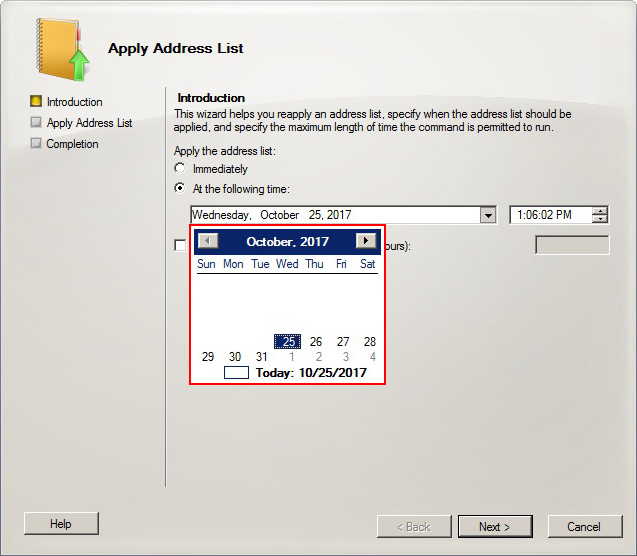 Apply Address List
Introduction
Apply Address List
Completion
Introduction
This wizard helps you reapply an address list, specify when the address list should be
applied, and specify the maximum length of time the command is permitted to run.
Apply the address list:
Immediately
At the following time:
Wednesday, October 25, 2017 1:06:02 PM
October, 2017
ours):
Sun Mon Tue Wed Thu Fri Sat
25 26 27 28
29 30 31 1 2 3 4
Today: 10/25/2017
Help
< Back
Next >
Cancel